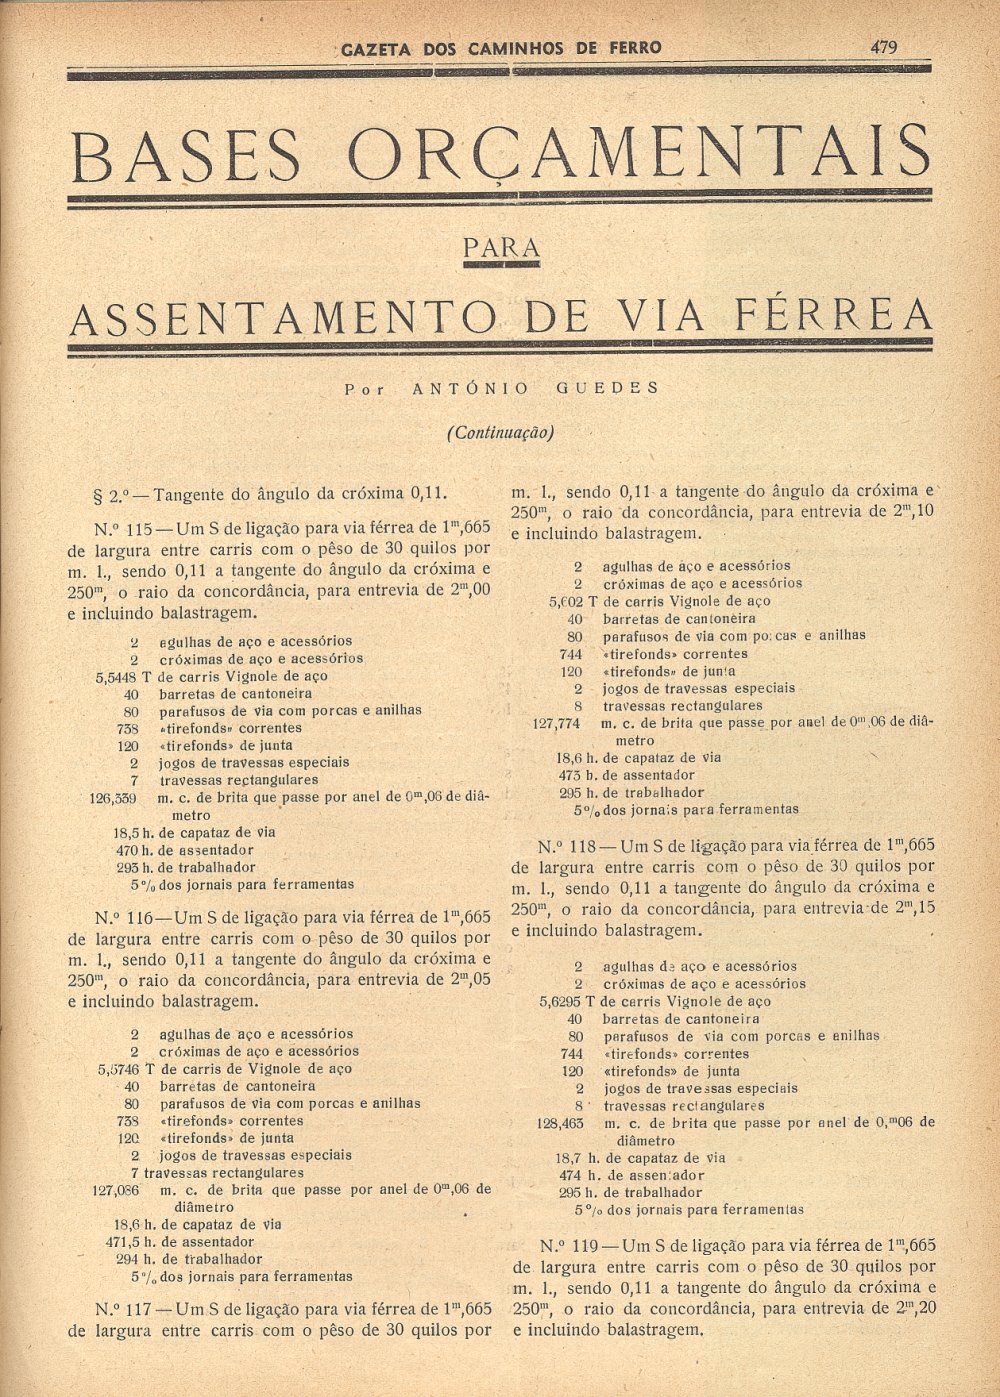 GAZETA DOS CAMINHOS DE FERRO 479
BASES ORÇAMENTAIS
PARA
ASSENTAMENTO DE VIA FÉRREA
Por ANTÓNIO GUEDES
(Continuação)
§ 2.º — Tangente do ângulo da cróxima 0,11.
N.º 115 — Um S de ligação para via férrea de 1ᵐ,665
de largura entre carris com o pêso de 30 quilos por
m. l., sendo 0,11 a tangente do ângulo da cróxima e
250ᵐ, o raio da concordância, para entrevia de 2ᵐ,00
e incluindo balastragem.
2 agulhas de aço e acessórios
2 cróximas de aço e acessórios
5,5448 T de carris Vignole de aço
40 barretas de cantoneira
80 parafusos de via com porcas e anilhas
738 «tirefonds» correntes
120 «tirefonds» de junta
2 jogos de travessas especiais
7 travessas rectangulares
126,339 m. c. de brita que passe por anel de 0ᵐ,06 de diâ-
metro
18,5 h. de capataz de via
470 h. de assentador
293 h. de trabalhador
5 % dos jornais para ferramentas
N.º 116 — Um S de ligação para via férrea de 1ᵐ,665
de largura entre carris com o pêso de 30 quilos por
m. l., sendo 0,11 a tangente do ângulo da cróxima e
250ᵐ, o raio da concordância, para entrevia de 2ᵐ,05
e incluindo balastragem.
2 agulhas de aço e acessórios
2 cróximas de aço e acessórios
5,5746 T de carris de Vignole de aço
40 barretas de cantoneira
80 parafusos de via com porcas e anilhas
738 «tirefonds» correntes
120 «tirefonds» de junta
2 jogos de travessas especiais
7 travessas rectangulares
127,086 m. c. de brita que passe por anel de 0ᵐ,06 de
diâmetro
18,6 h. de capataz de via
471,5 h. de assentador
294 h. de trabalhador
5 % dos jornais para ferramentas
N.º 117 — Um S de ligação para via férrea de 1ᵐ,665
de largura entre carris com o pêso de 30 quilos por
m. l., sendo 0,11 a tangente do ângulo da cróxima e
250ᵐ, o raio da concordância, para entrevia de 2ᵐ,10
e incluindo balastragem.
2 agulhas de aço e acessórios
2 cróximas de aço e acessórios
5,602 T de carris Vignole de aço
40 barretas de cantoneira
80 parafusos de via com porcas e anilhas
744 «tirefonds» correntes
120 «tirefonds» de junta
2 jogos de travessas especiais
8 travessas rectangulares
127,774 m. c. de brita que passe por anel de 0ᵐ,06 de diâ-
metro
18,6 h. de capataz de via
473 h. de assentador
295 h. de trabalhador
5 % dos jornais para ferramentas
N.º 118 — Um S de ligação para via férrea de 1ᵐ,665
de largura entre carris com o pêso de 30 quilos por
m. l., sendo 0,11 a tangente do ângulo da cróxima e
250ᵐ, o raio da concordância, para entrevia de 2ᵐ,15
e incluindo balastragem.
2 agulhas de aço e acessórios
2 cróximas de aço e acessórios
5,6295 T de carris Vignole de aço
40 barretas de cantoneira
80 parafusos de via com porcas e anilhas
744 «tirefonds» correntes
120 «tirefonds» de junta
2 jogos de travessas especiais
8 travessas rectangulares
128,463 m. c. de brita que passe por anel de 0,ᵐ06 de
diâmetro
18,7 h. de capataz de via
474 h. de assentador
295 h. de trabalhador
5 % dos jornais para ferramentas
N.º 119 — Um S de ligação para via férrea de 1ᵐ,665
de largura entre carris com o pêso de 30 quilos por
m. l., sendo 0,11 a tangente do ângulo da cróxima e
250ᵐ, o raio da concordância, para entrevia de 2ᵐ,20
e incluindo balastragem.